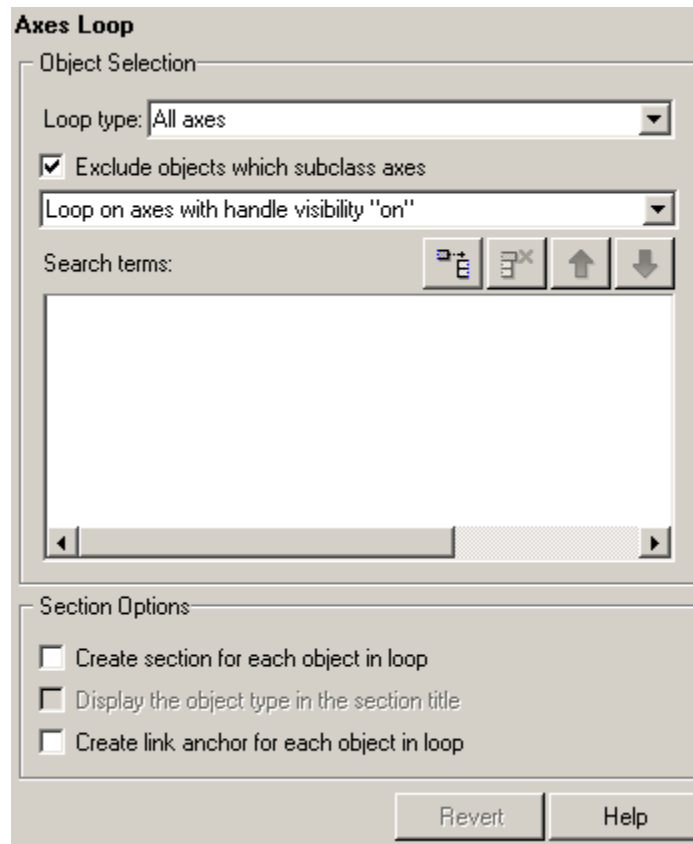 Axes Loop
Object Selection
Loop type: All axes
Exclude objects which subclass axes
Loop on axes with handle visibility "on"
Search terms:
Section Options
Create section for each object in loop
Display the object type in the section title
Create link anchor for each object in loop
Revert Help